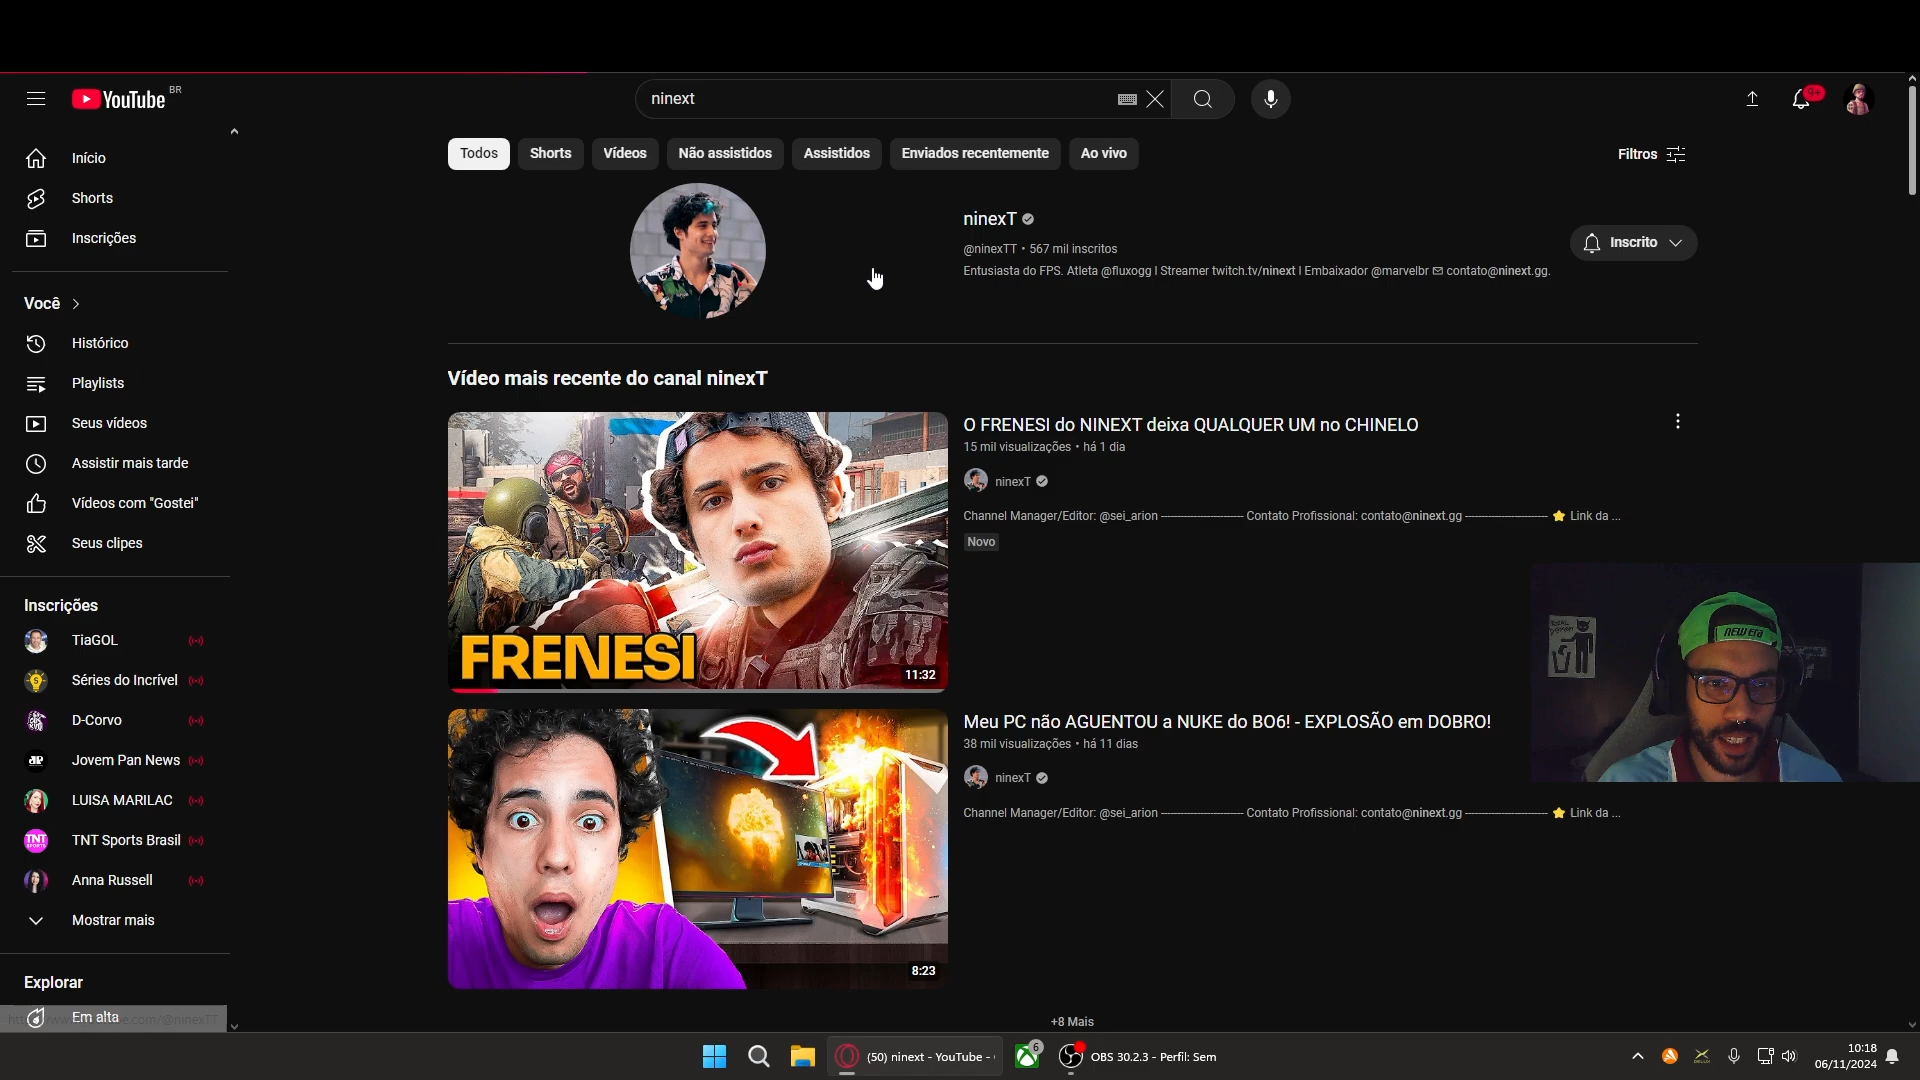 YouTube BR
ninext
Início
Shorts
Inscrições
Você
Histórico
Playlists
Seus vídeos
Assistir mais tarde
Vídeos com "Gostei"
Seus clipes
Inscrições
TiaGOL
Séries do Incrível
D-Corvo
Jovem Pan News
LUISA MARILAC
TNT Sports Brasil
Anna Russell
Mostrar mais
Explorar
Em alta
Todos
Shorts
Vídeos
Não assistidos
Assistidos
Enviados recentemente
Ao vivo
Filtros
9+
ninexT
@ninexTT • 567 mil inscritos
Entusiasta do FPS. Atleta @fluxogg l Streamer twitch.tv/ninext l Embaixador @marvelbr ✉ contato@ninext.gg.
Inscrito
Vídeo mais recente do canal ninexT
FRENESI
11:32
O FRENESI do NINEXT deixa QUALQUER UM no CHINELO
15 mil visualizações • há 1 dia
ninexT
Channel Manager/Editor: @sei_arion ------------------------- Contato Profissional: contato@ninext.gg ------------------------- ⭐ Link da ...
Novo
8:23
Meu PC não AGUENTOU a NUKE do BO6! - EXPLOSÃO em DOBRO!
38 mil visualizações • há 11 dias
ninexT
Channel Manager/Editor: @sei_arion ------------------------- Contato Profissional: contato@ninext.gg ------------------------- ⭐ Link da ...
NEW ERA
+8 Mais
(50) ninext - YouTube -
6
OBS 30.2.3 - Perfil: Sem
10:18
06/11/2024